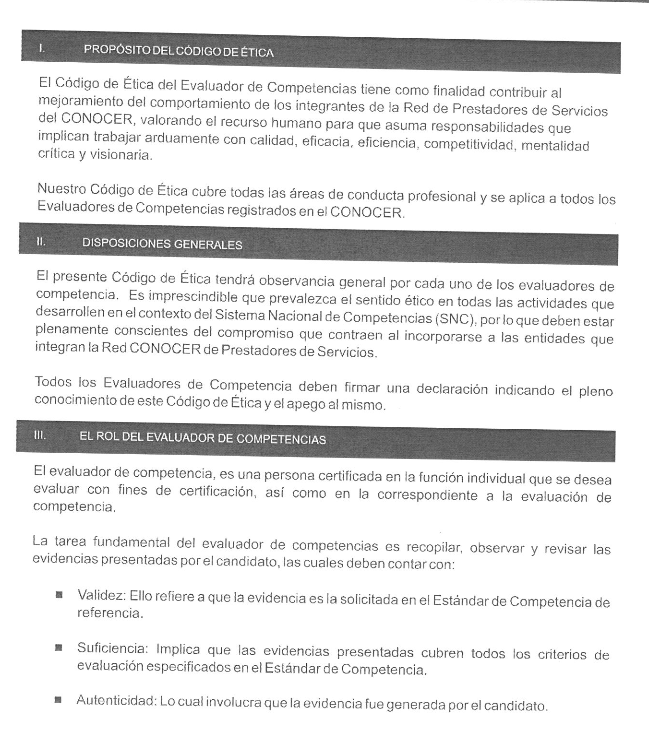 I. PROPÓSITO DEL CÓDIGO DE ÉTICA
El Código de Ética del Evaluador de Competencias tiene como finalidad contribuir al
mejoramiento del comportamiento de los integrantes de la Red de Prestadores de Servicios
del CONOCER, valorando el recurso humano para que asuma responsabilidades que
implican trabajar arduamente con calidad, eficacia, eficiencia, competitividad, mentalidad
crítica y visionaria.
Nuestro Código de Ética cubre todas las áreas de conducta profesional y se aplica a todos los
Evaluadores de Competencias registrados en el CONOCER.
II. DISPOSICIONES GENERALES
El presente Código de Ética tendrá observancia general por cada uno de los evaluadores de
competencia. Es imprescindible que prevalezca el sentido ético en todas las actividades que
desarrollen en el contexto del Sistema Nacional de Competencias (SNC), por lo que deben estar
plenamente conscientes del compromiso que contraen al incorporarse a las entidades que
integran la Red CONOCER de Prestadores de Servicios.
Todos los Evaluadores de Competencia deben firmar una declaración indicando el pleno
conocimiento de este Código de Ética y el apego al mismo.
III. EL ROL DEL EVALUADOR DE COMPETENCIAS
El evaluador de competencia, es una persona certificada en la función individual que se desea
evaluar con fines de certificación, así como en la correspondiente a la evaluación de
competencia.
La tarea fundamental del evaluador de competencias es recopilar, observar y revisar las
evidencias presentadas por el candidato, las cuales deben contar con:
■ Validez: Ello refiere a que la evidencia es la solicitada en el Estándar de Competencia de
referencia.
■ Suficiencia: Implica que las evidencias presentadas cubren todos los criterios de
evaluación especificados en el Estándar de Competencia.
■ Autenticidad: Lo cual involucra que la evidencia fue generada por el candidato.